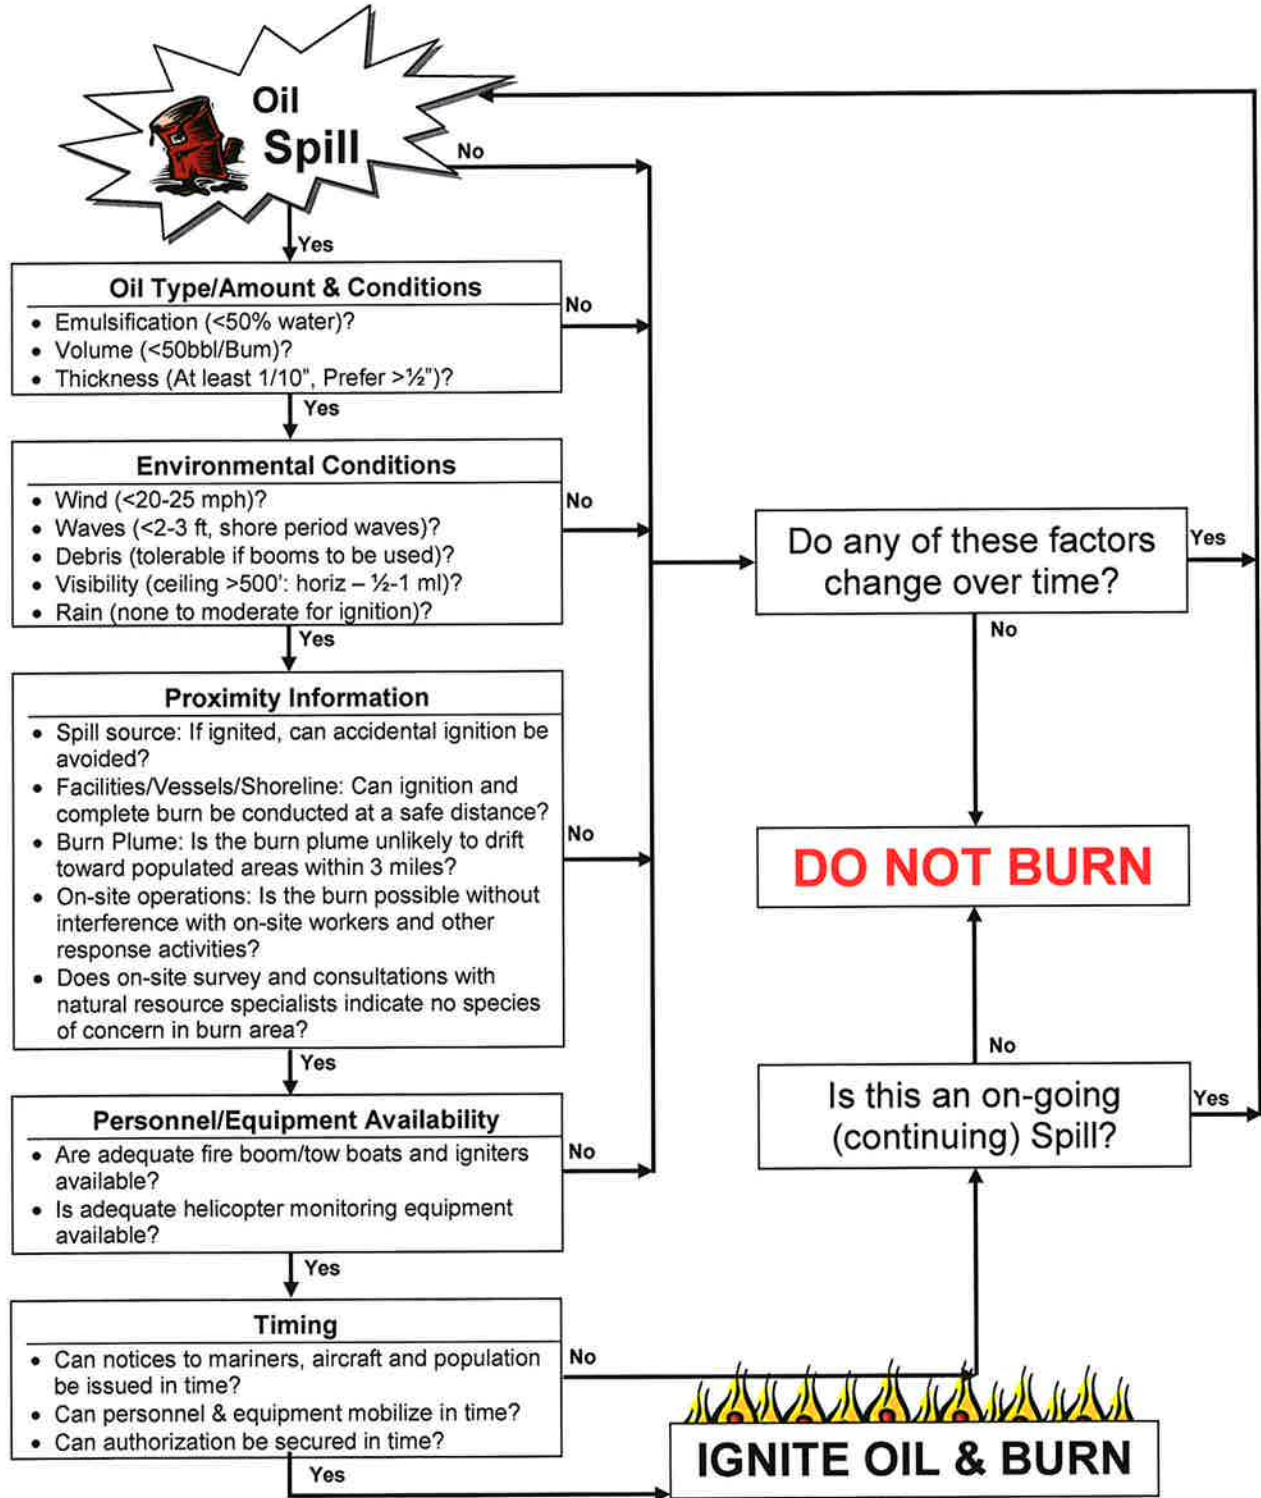 Oil
Spill
No
Yes
Oil Type/Amount & Conditions
• Emulsification (<50% water)?
• Volume (<50bbl/Bum)?
• Thickness (At least 1/10", Prefer >½")?
No
Yes
Environmental Conditions
• Wind (<20-25 mph)?
• Waves (<2-3 ft, shore period waves)?
• Debris (tolerable if booms to be used)?
• Visibility (ceiling >500': horiz – ½-1 ml)?
• Rain (none to moderate for ignition)?
No
Yes
Proximity Information
• Spill source: If ignited, can accidental ignition be
avoided?
• Facilities/Vessels/Shoreline: Can ignition and
complete burn be conducted at a safe distance?
• Burn Plume: Is the burn plume unlikely to drift
toward populated areas within 3 miles?
• On-site operations: Is the burn possible without
interference with on-site workers and other
response activities?
• Does on-site survey and consultations with
natural resource specialists indicate no species
of concern in burn area?
No
Yes
Personnel/Equipment Availability
• Are adequate fire boom/tow boats and igniters
available?
• Is adequate helicopter monitoring equipment
available?
No
Yes
Timing
• Can notices to mariners, aircraft and population
be issued in time?
• Can personnel & equipment mobilize in time?
• Can authorization be secured in time?
No
Yes
Do any of these factors
change over time?
Yes
No
DO NOT BURN
No
Is this an on-going
(continuing) Spill?
Yes
IGNITE OIL & BURN